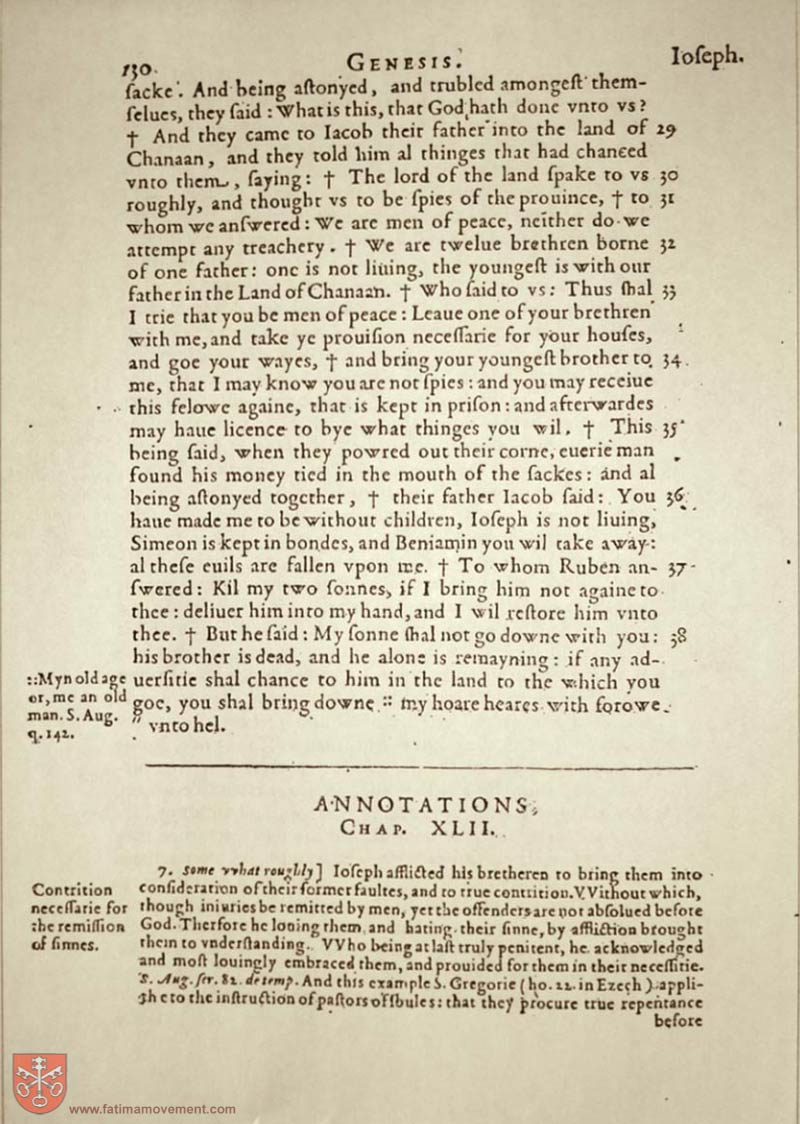 130 GENESIS. Ioſeph.
ſacke. And being aſtonyed, and trubled amongeſt them-
ſelues, they ſaid : What is this, that God hath done vnto vs?
† And they came to Iacob their father into the land of 29
Chanaan, and they told him al thinges that had chanced
vnto them, ſaying: † The lord of the land ſpake to vs 30
roughly, and thought vs to be ſpies of the prouince, † to 31
whom we anſwered: We are men of peace, neither do we
attempt any treachery. † We are twelue brethren borne 32
of one father: one is not liuing, the youngeſt is with our
father in the Land of Chanaan. † Who ſaid to vs: Thus ſhal 33
I trie that you be men of peace: Leaue one of your brethren
with me, and take ye prouiſion neceſſarie for your houſes,
and goe your wayes, † and bring your youngeſt brother to 34
me, that I may know you are not ſpies: and you may receiue
this felowe againe, that is kept in priſon: and afterwardes
may haue licence to bye what thinges you wil. † This 35
being ſaid, when they powred out their corne, euerie man
found his money tied in the mouth of the ſackes: and al
being aſtonyed together, † their father Iacob ſaid: You 36
haue made me to be without children, Ioſeph is not liuing,
Simeon is kept in bondes, and Beniamin you wil take away:
al theſe euils are fallen vpon me. † To whom Ruben an- 37
ſwered: Kil my two ſonnes, if I bring him not againe to
thee: deliuer him into my hand, and I wil reſtore him vnto
thee. † But he ſaid: My ſonne ſhal not go downe with you: 38
his brother is dead, and he alone is remayning: if any ad-
uerſitie shal chance to him in the land to the which you
goe, you shal bring downe :: my hoare heares with ſorowe
" vnto hel.
::Myn old age
or, me an old
man. S. Aug.
q. 142.
ANNOTATIONS,
CHAP. XLII.
7. Some vvhat roughly] Ioſeph afflicted his bretheren to bring them into
conſideration of their former faultes, and to true contrition. VVithout which,
though iniuries be remitted by men, yet the offenders are not abſolued before
God. Therfore he louing them and hating their ſinne, by affliction brought
them to vnderſtanding. VVho being at laſt truly penitent, he acknowledged
and moſt louingly embraced them, and prouided for them in their neceſſitie.
S. Aug. ſer. 82. de temp. And this example S. Gregorie (ho. 22. in Ezech) appli-
eth to the inſtruction of paſtors of ſoules: that they procure true repentance
before
Contrition
neceſſarie for
the remiſſion
of ſinnes.
www.fatimamovement.com